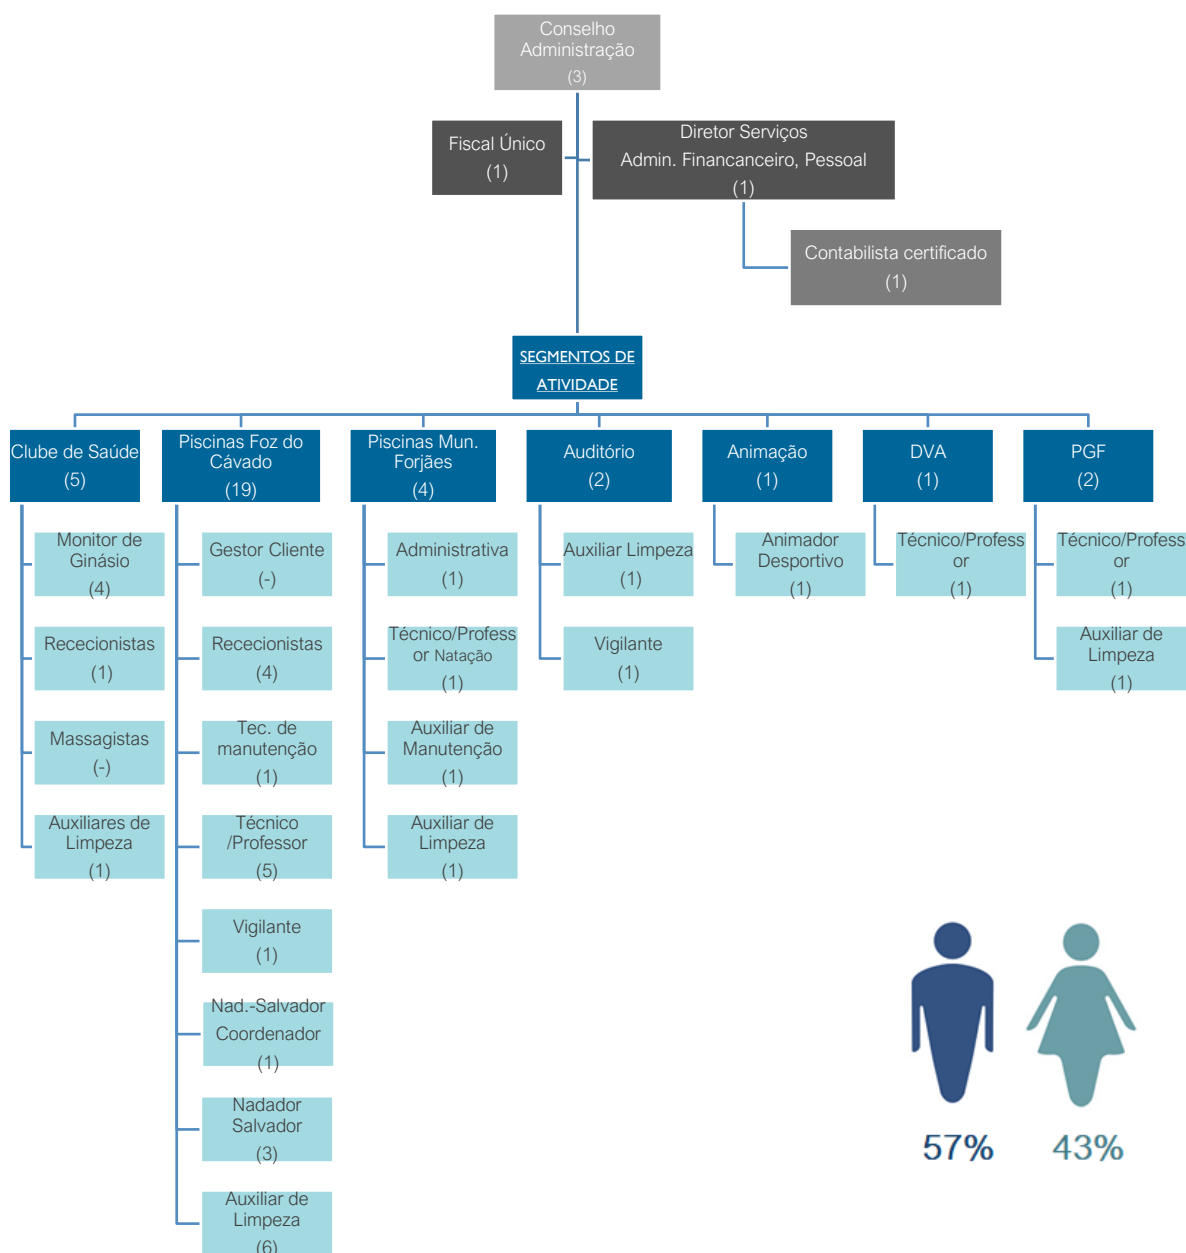 Conselho
Administração
(3)
Fiscal Único
(1)
Diretor Serviços
Admin. Financanceiro, Pessoal
(1)
Contabilista certificado
(1)
SEGMENTOS DE
ATIVIDADE
Clube de Saúde
(5)
Piscinas Foz do
Cávado
(19)
Piscinas Mun.
Forjães
(4)
Auditório
(2)
Animação
(1)
DVA
(1)
PGF
(2)
Monitor de
Ginásio
(4)
Rececionistas
(1)
Massagistas
(-)
Auxiliares de
Limpeza
(1)
Gestor Cliente
(-)
Rececionistas
(4)
Tec. de
manutenção
(1)
Técnico
/Professor
(5)
Vigilante
(1)
Nad.-Salvador
Coordenador
(1)
Nadador
Salvador
(3)
Auxiliar de
Limpeza
(6)
Administrativa
(1)
Técnico/Profess
or Natação
(1)
Auxiliar de
Manutenção
(1)
Auxiliar de
Limpeza
(1)
Auxiliar Limpeza
(1)
Vigilante
(1)
Animador
Desportivo
(1)
Técnico/Profess
or
(1)
Técnico/Profess
or
(1)
Auxiliar de
Limpeza
(1)
57%
43%